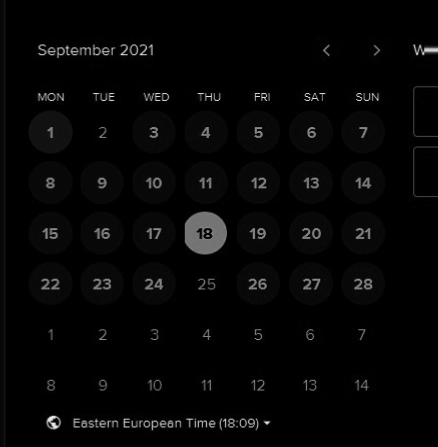 September 2021
MON TUE WED THU FRI SAT SUN
1 2 3 4 5 6 7
8 9 10 11 12 13 14
15 16 17 18 19 20 21
22 23 24 25 26 27 28
1 2 3 4 5 6 7
8 9 10 11 12 13 14
Eastern European Time (18:09)